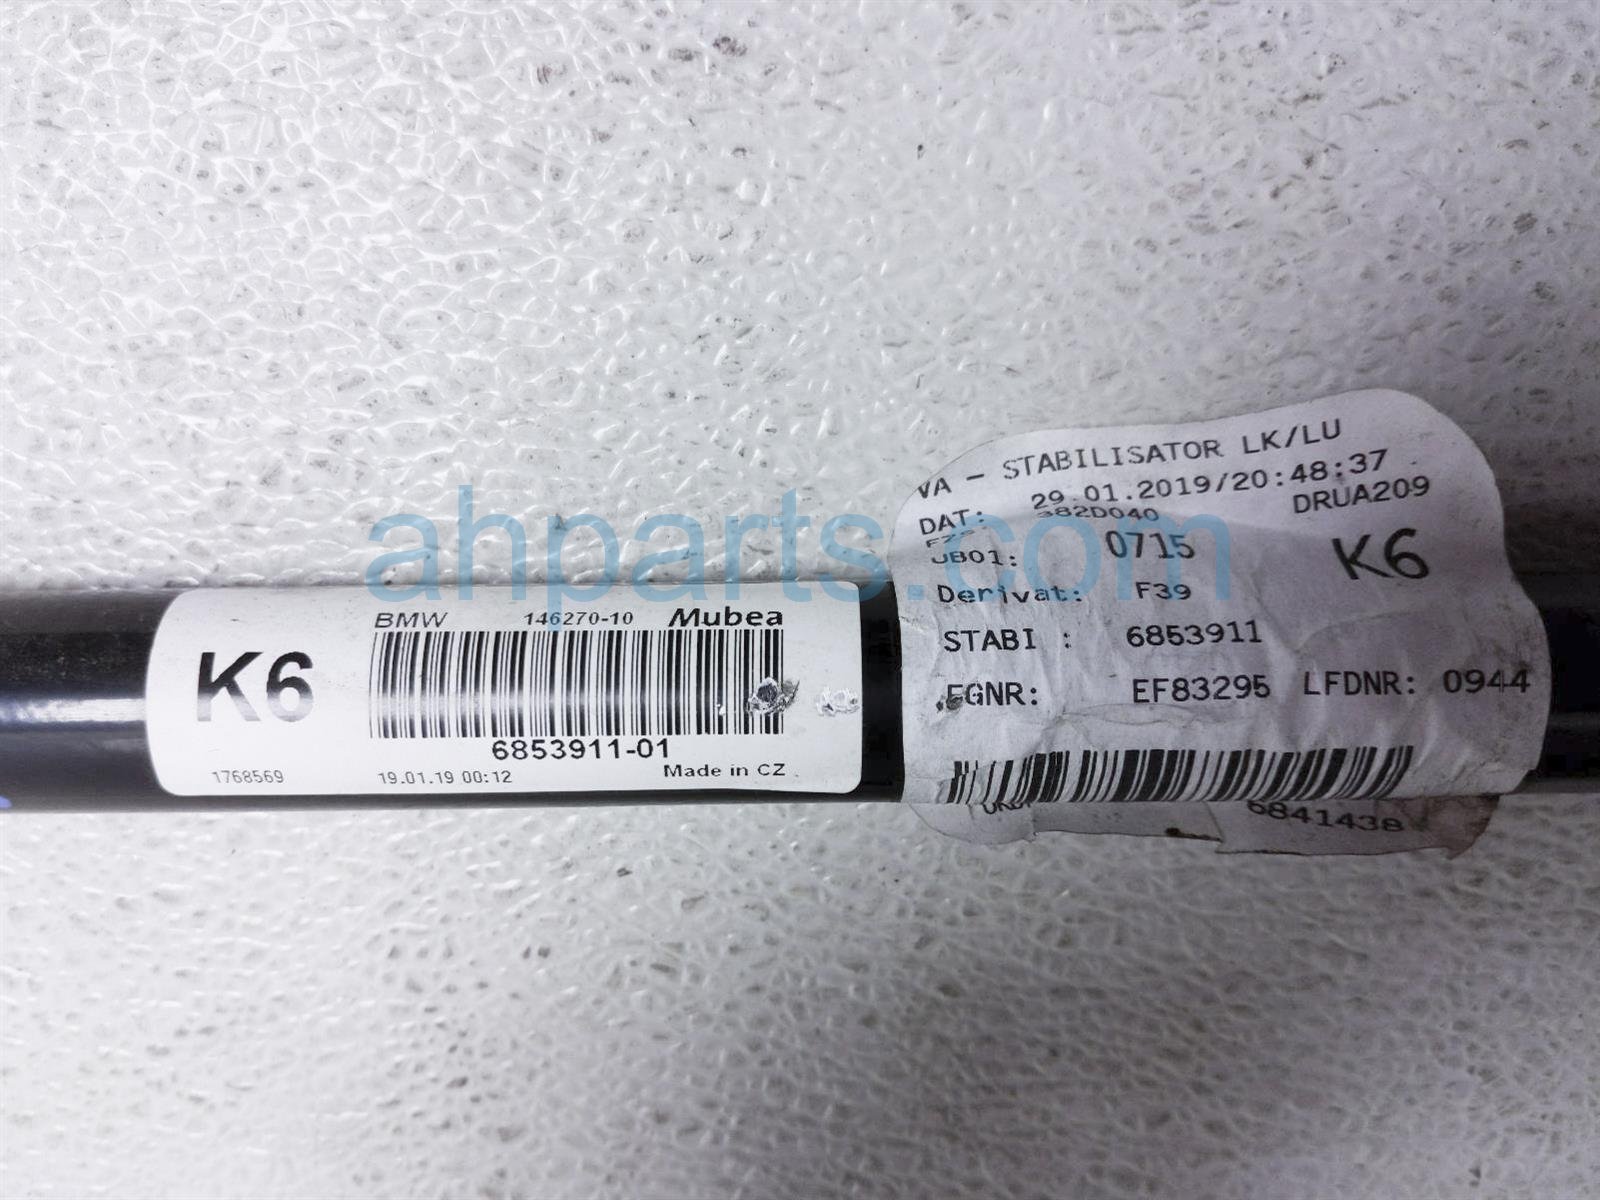 BMW 146270-10 Mubea
K6
6853911-01
1768569 19.01.19 00:12 Made in CZ
VA - STABILISATOR LK/LU
DAT: 29.01.2019/20:48:37
382D040 DRUA209
JB01: 0715 K6
Derivat: F39
STABI : 6853911
FGNR: EF83295 LFDNR: 0944
6841438
ahparts.com